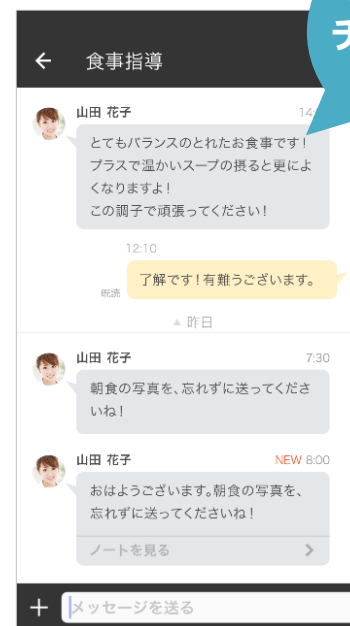 食事指導
山田 花子
とてもバランスのとれたお食事です!
プラスで温かいスープの摂ると更によ
くなりますよ!
この調子で頑張ってください!
12:10
了解です!有難うございます。
既読
▲ 昨日
山田 花子 7:30
朝食の写真を、忘れずに送ってくださ
いね!
山田 花子 NEW 8:00
おはようございます。朝食の写真を、
忘れずに送ってくださいね!
ノートを見る
メッセージを送る